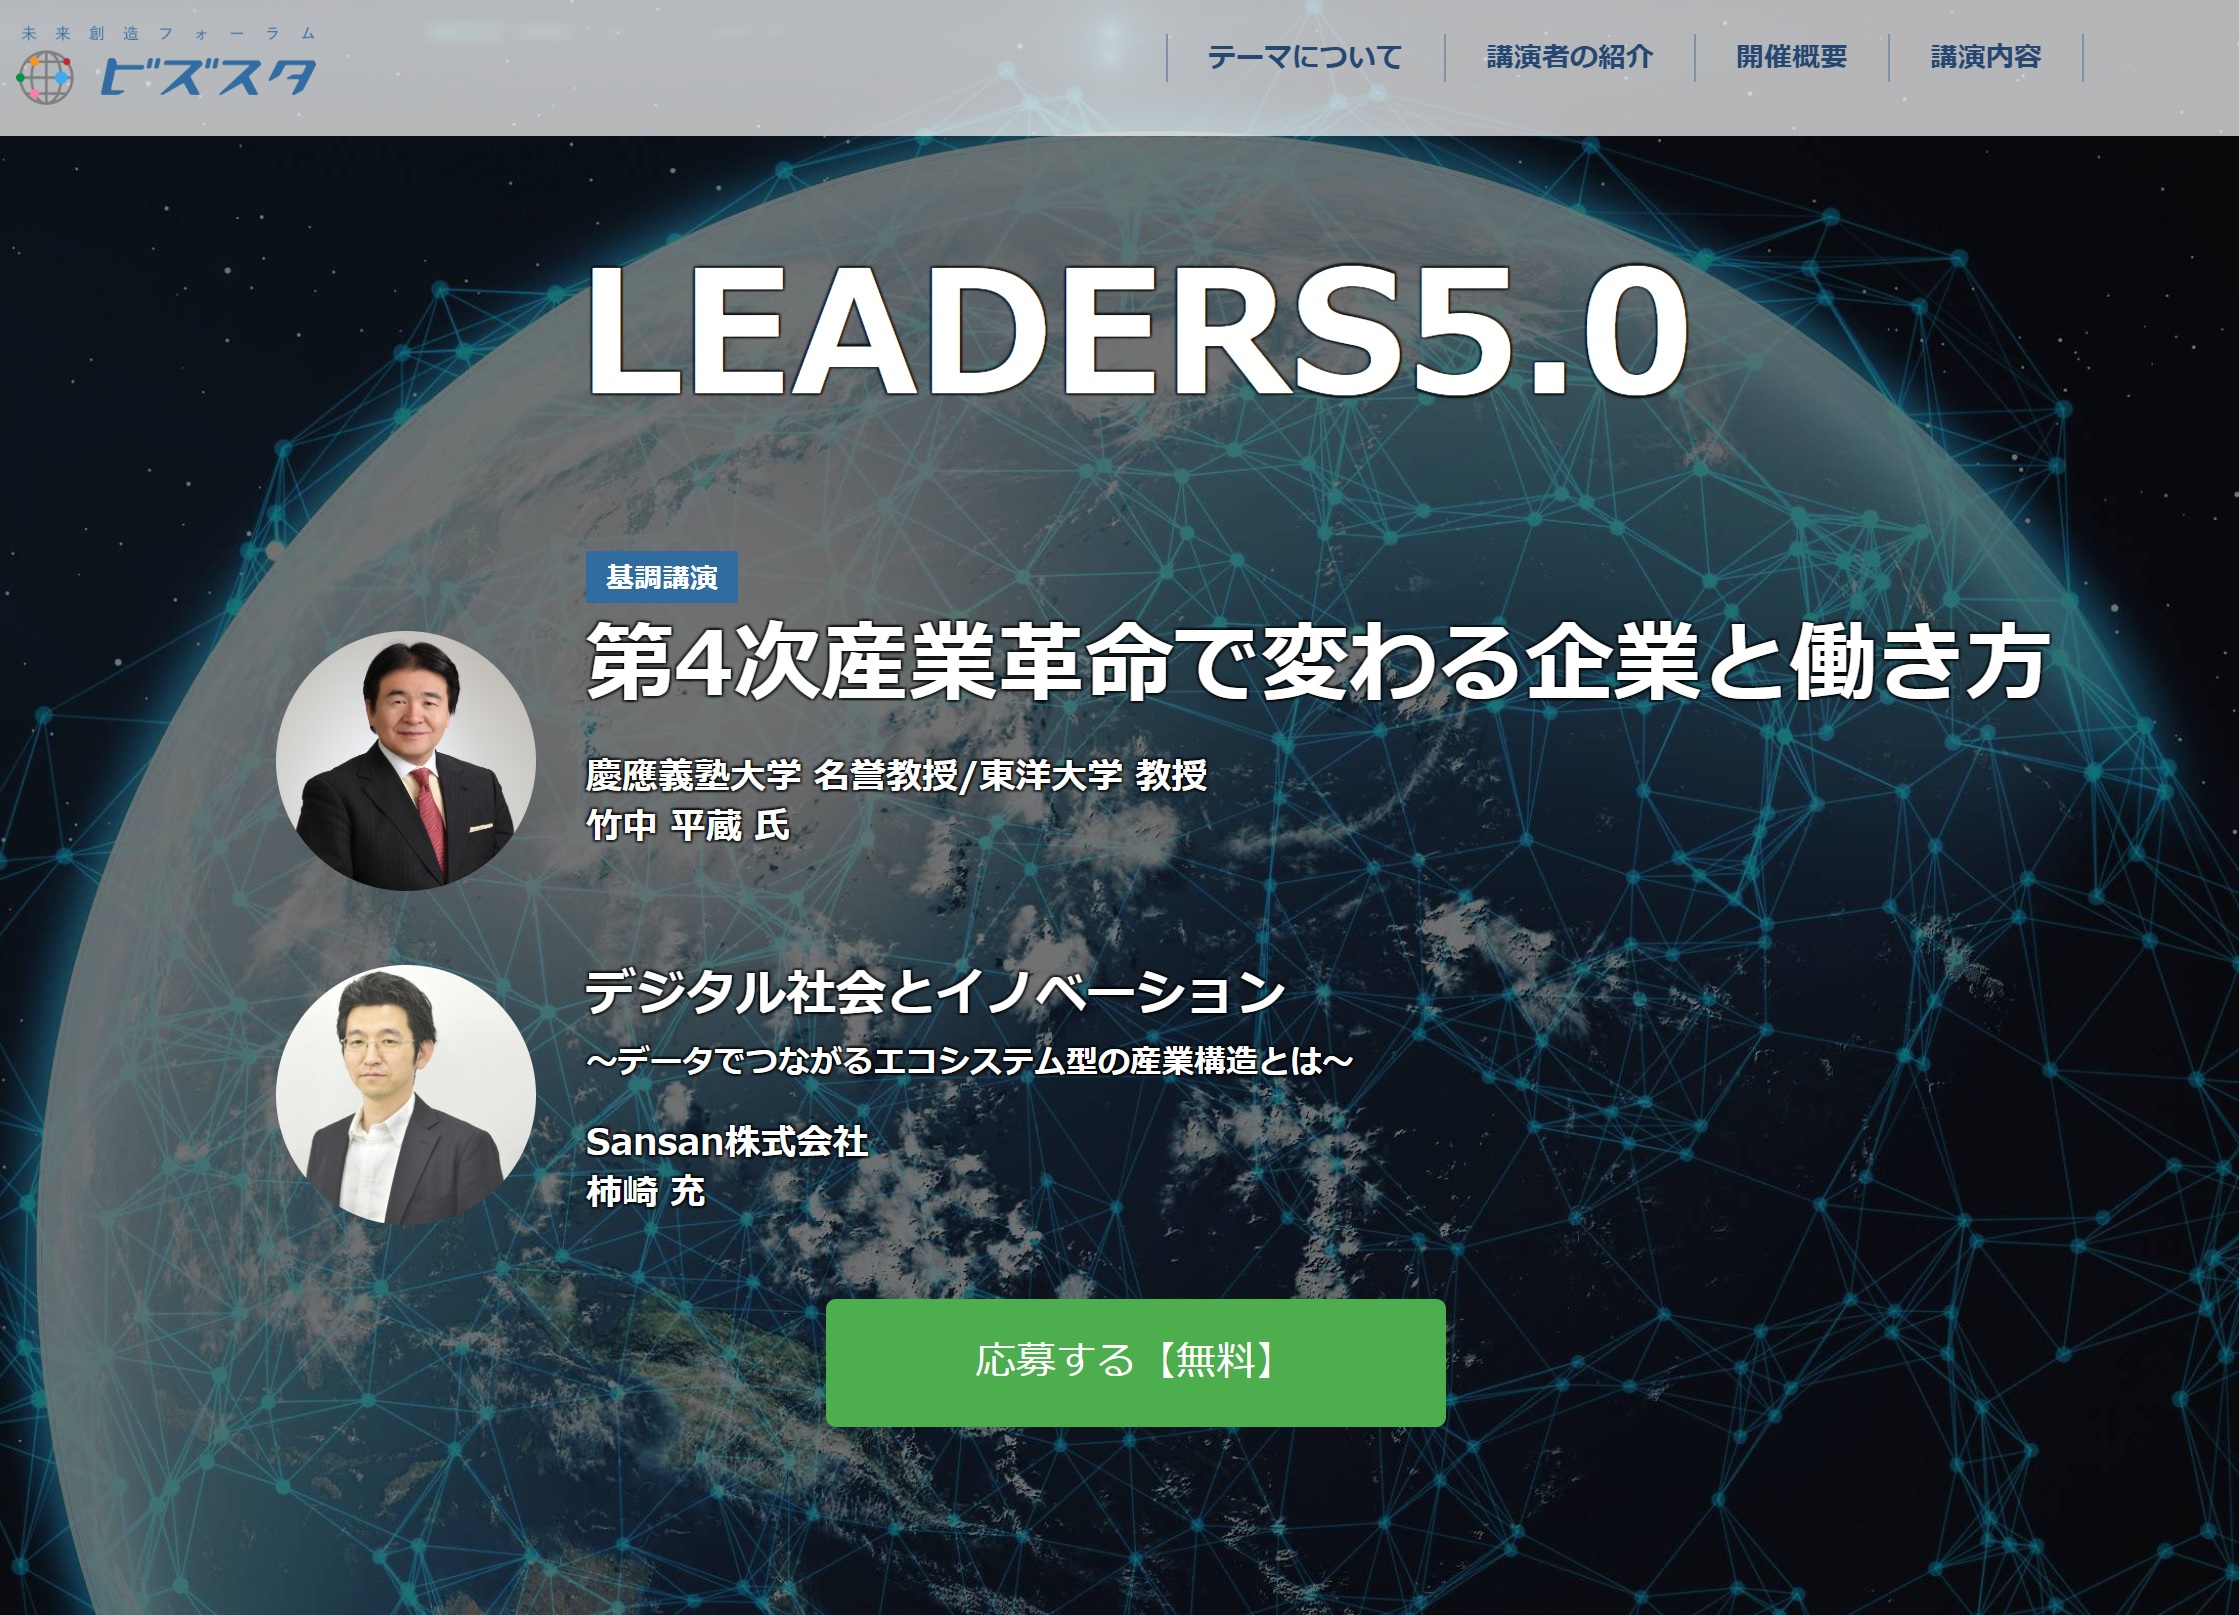 未来創造フォーラム
ビズスタ
テーマについて
講演者の紹介
開催概要
講演内容
LEADERS5.0
基調講演
第4次産業革命で変わる企業と働き方
慶應義塾大学 名誉教授/東洋大学 教授
竹中 平蔵 氏
デジタル社会とイノベーション
～データでつながるエコシステム型の産業構造とは～
Sansan株式会社
柿崎 充
応募する【無料】